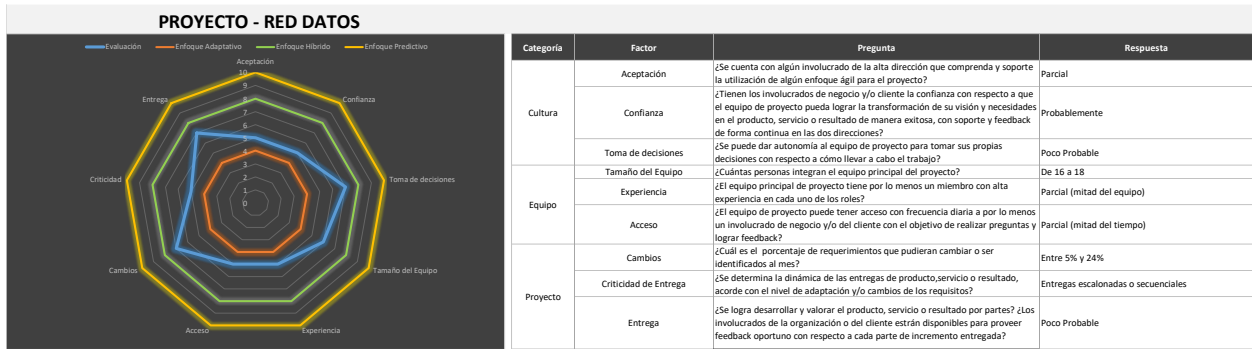 PROYECTO - RED DATOS
Evaluación Enfoque Adaptativo Enfoque Híbrido Enfoque Predictivo
Aceptación
Confianza
Toma de decisiones
Tamaño del Equipo
Experiencia
Acceso
Cambios
Criticidad
Entrega
10
9
8
7
6
5
4
3
2
1
0
Categoría Factor Pregunta Respuesta
Cultura
Aceptación
¿Se cuenta con algún involucrado de la alta dirección que comprenda y soporte
la utilización de algún enfoque ágil para el proyecto?
Parcial
Confianza
¿Tienen los involucrados de negocio y/o cliente la confianza con respecto a que
el equipo de proyecto pueda lograr la transformación de su visión y necesidades
en el producto, servicio o resultado de manera exitosa, con soporte y feedback
de forma continua en las dos direcciones?
Probablemente
Toma de decisiones
¿Se puede dar autonomía al equipo de proyecto para tomar sus propias
decisiones con respecto a cómo llevar a cabo el trabajo?
Poco Probable
Equipo
Tamaño del Equipo
¿Cuántas personas integran el equipo principal del proyecto?
De 16 a 18
Experiencia
¿El equipo principal de proyecto tiene por lo menos un miembro con alta
experiencia en cada uno de los roles?
Parcial (mitad del equipo)
Acceso
¿El equipo de proyecto puede tener acceso con frecuencia diaria a por lo menos
un involucrado de negocio y/o del cliente con el objetivo de realizar preguntas y
lograr feedback?
Parcial (mitad del tiempo)
Proyecto
Cambios
¿Cuál es el porcentaje de requerimientos que pudieran cambiar o ser
identificados al mes?
Entre 5% y 24%
Criticidad de Entrega
¿Se determina la dinámica de las entregas de producto,servicio o resultado,
acorde con el nivel de adaptación y/o cambios de los requisitos?
Entregas escalonadas o secuenciales
Entrega
¿Se logra desarrollar y valorar el producto, servicio o resultado por partes? ¿Los
involucrados de la organización o del cliente estarán disponibles para proveer
feedback oportuno con respecto a cada parte de incremento entregada?
Poco Probable